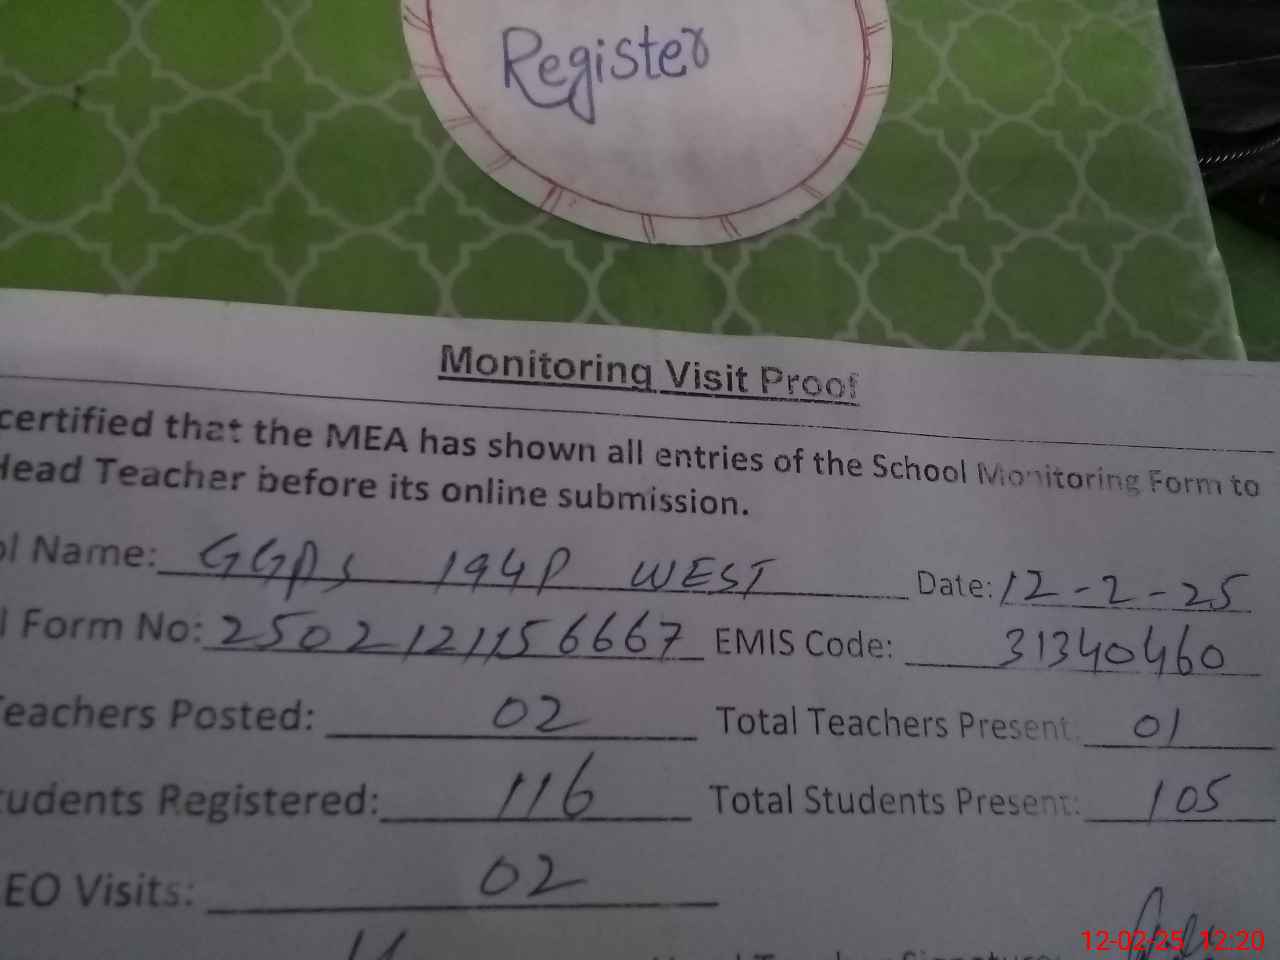 Register
Monitoring Visit Proof
certified that the MEA has shown all entries of the School Monitoring Form to
Head Teacher before its online submission.
ol Name: GGPS 194P WEST Date: 12-2-25
l Form No: 2502121156667 EMIS Code: 31340460
Teachers Posted: 02 Total Teachers Present: 01
tudents Registered: 116 Total Students Present: 105
EO Visits: 02
12-02-25 12:20